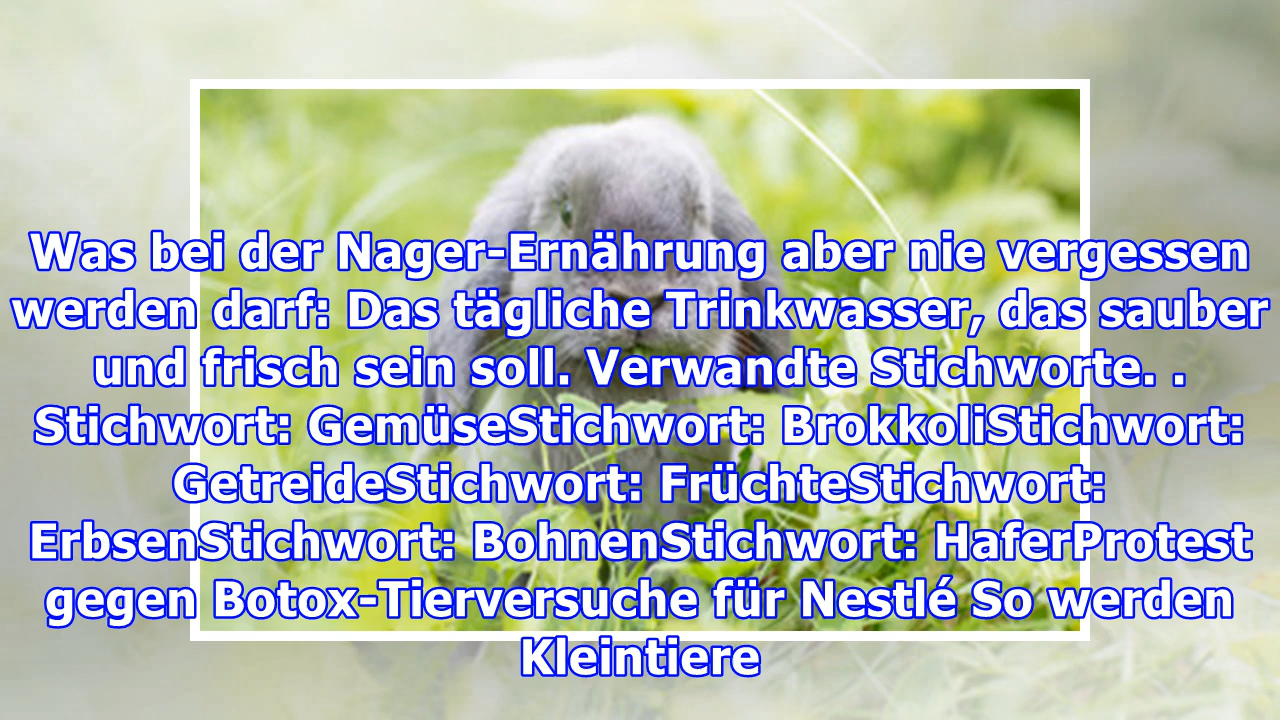 Was bei der Nager-Ernährung aber nie vergessen
werden darf: Das tägliche Trinkwasser, das sauber
und frisch sein soll. Verwandte Stichworte. .
Stichwort: GemüseStichwort: BrokkoliStichwort:
GetreideStichwort: FrüchteStichwort:
ErbsenStichwort: BohnenStichwort: HaferProtest
gegen Botox-Tierversuche für Nestlé So werden
Kleintiere